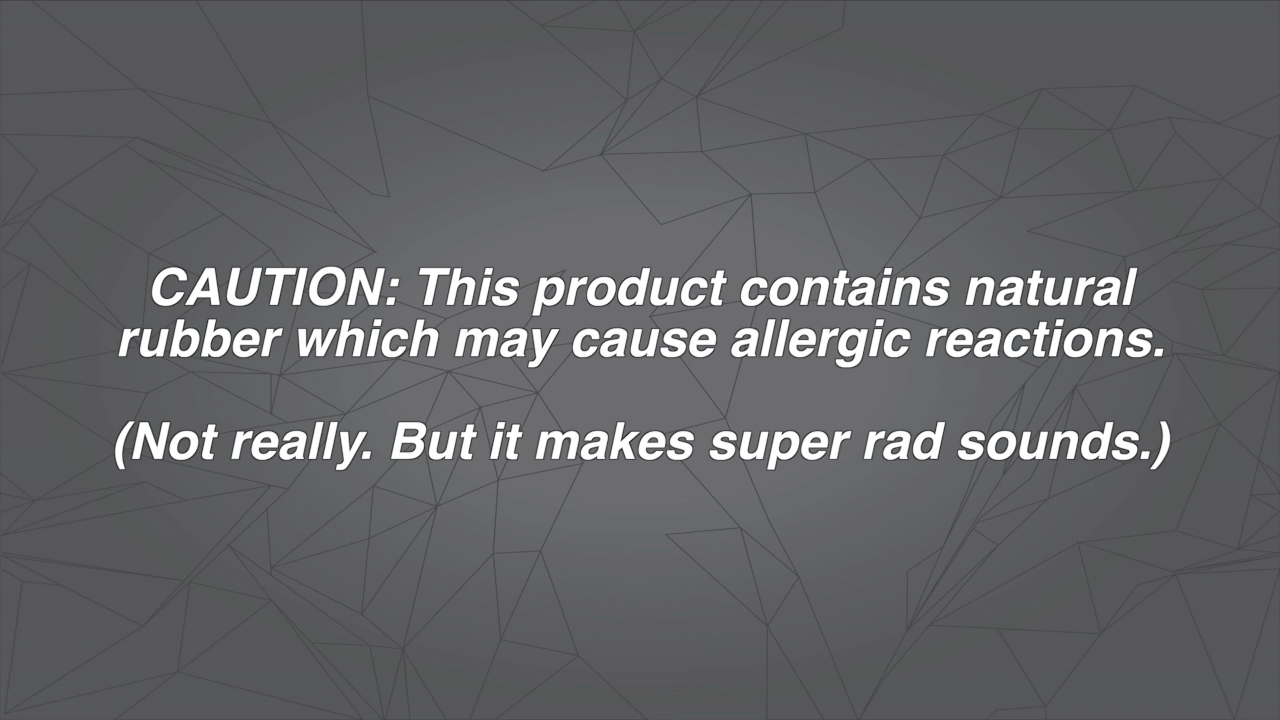 CAUTION: This product contains natural
rubber which may cause allergic reactions.
(Not really. But it makes super rad sounds.)